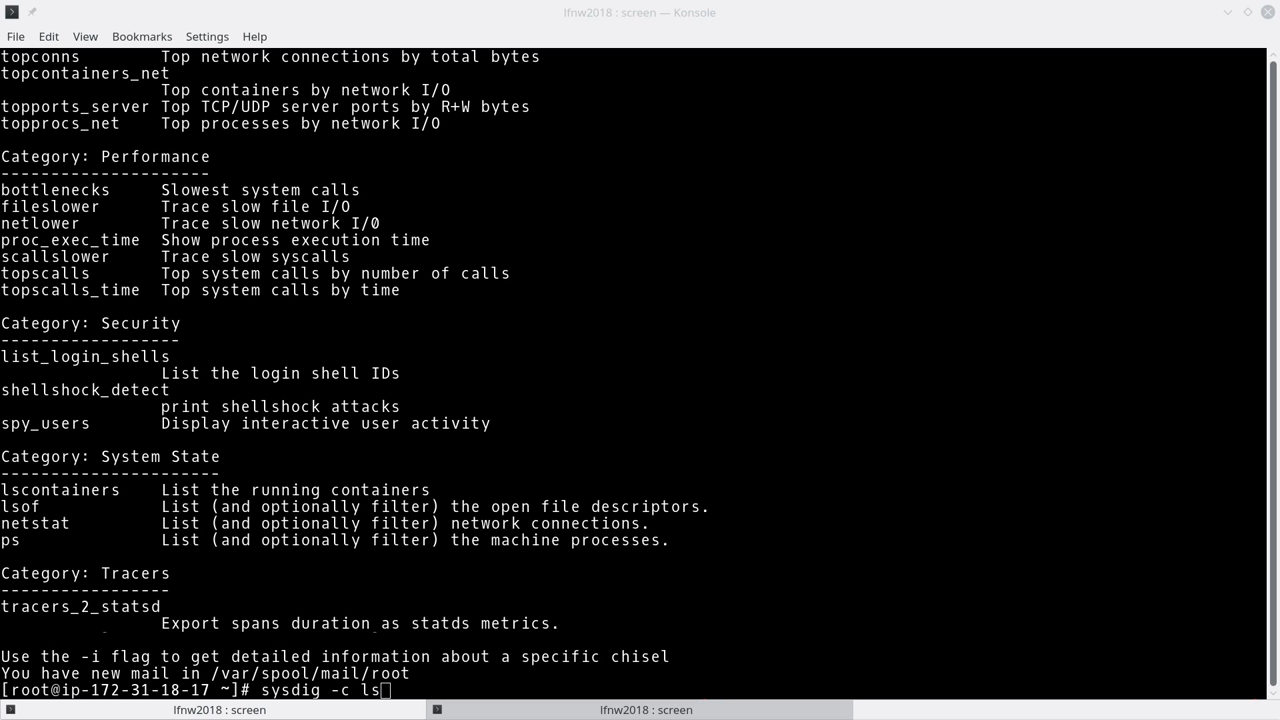 lfnw2018 : screen — Konsole
File Edit View Bookmarks Settings Help
topconns Top network connections by total bytes
topcontainers_net
Top containers by network I/O
topports_server Top TCP/UDP server ports by R+W bytes
topprocs_net Top processes by network I/O
Category: Performance
---------------------
bottlenecks Slowest system calls
fileslower Trace slow file I/O
netlower Trace slow network I/0
proc_exec_time Show process execution time
scallslower Trace slow syscalls
topscalls Top system calls by number of calls
topscalls_time Top system calls by time
Category: Security
------------------
list_login_shells
List the login shell IDs
shellshock_detect
print shellshock attacks
spy_users Display interactive user activity
Category: System State
----------------------
lscontainers List the running containers
lsof List (and optionally filter) the open file descriptors.
netstat List (and optionally filter) network connections.
ps List (and optionally filter) the machine processes.
Category: Tracers
-----------------
tracers_2_statsd
Export spans duration as statds metrics.
Use the -i flag to get detailed information about a specific chisel
You have new mail in /var/spool/mail/root
[root@ip-172-31-18-17 ~]# sysdig -c ls
lfnw2018 : screen lfnw2018 : screen